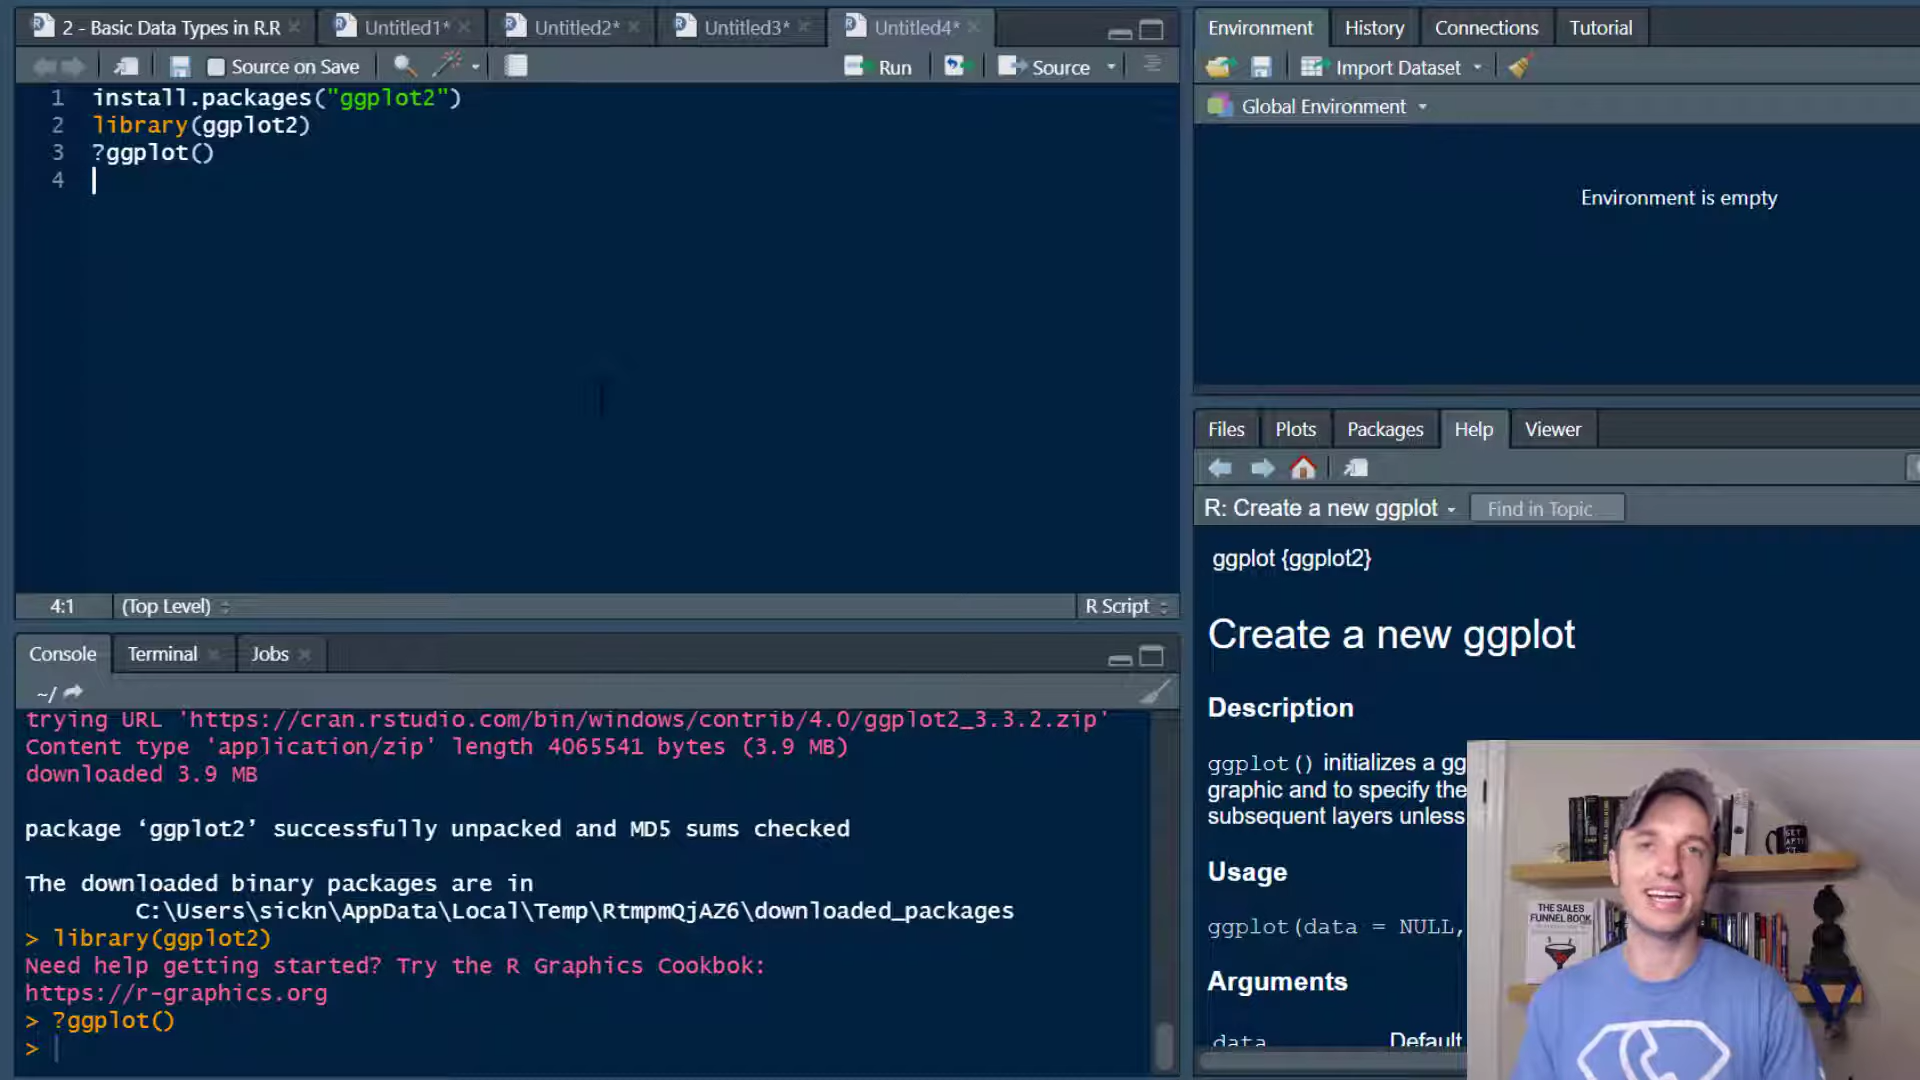 2 - Basic Data Types in R.R
Untitled1*
Untitled2*
Untitled3*
Untitled4*
Source on Save
Run
Source
1 install.packages("ggplot2")
2 library(ggplot2)
3 ?ggplot()
4
4:1
(Top Level)
R Script
Console
Terminal
Jobs
~/
trying URL 'https://cran.rstudio.com/bin/windows/contrib/4.0/ggplot2_3.3.2.zip'
Content type 'application/zip' length 4065541 bytes (3.9 MB)
downloaded 3.9 MB
package ‘ggplot2’ successfully unpacked and MD5 sums checked
The downloaded binary packages are in
C:\Users\sickn\AppData\Local\Temp\RtmpmQjAZ6\downloaded_packages
> library(ggplot2)
Need help getting started? Try the R Graphics Cookbok:
https://r-graphics.org
> ?ggplot()
>
Environment
History
Connections
Tutorial
Import Dataset
Global Environment
Environment is empty
Files
Plots
Packages
Help
Viewer
R: Create a new ggplot
Find in Topic
ggplot {ggplot2}
Create a new ggplot
Description
ggplot() initializes a gg
graphic and to specify the
subsequent layers unless
Usage
ggplot(data = NULL,
Arguments
data Default
THE SALES
FUNNEL BOOK
GET
AFTER
IT